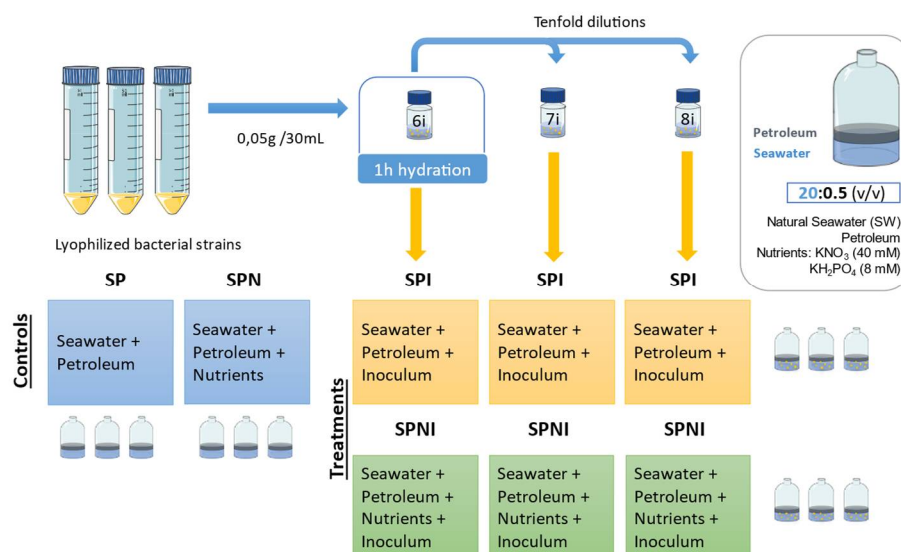 Tenfold dilutions
0,05g /30mL
6i
7i
8i
1h hydration
Lyophilized bacterial strains
Petroleum
Seawater
20:0.5 (v/v)
Natural Seawater (SW)
Petroleum
Nutrients: KNO₃ (40 mM)
KH₂PO₄ (8 mM)
Controls
SP
Seawater +
Petroleum
SPN
Seawater +
Petroleum +
Nutrients
Treatments
SPI
Seawater +
Petroleum +
Inoculum
SPI
Seawater +
Petroleum +
Inoculum
SPI
Seawater +
Petroleum +
Inoculum
SPNI
Seawater +
Petroleum +
Nutrients +
Inoculum
SPNI
Seawater +
Petroleum +
Nutrients +
Inoculum
SPNI
Seawater +
Petroleum +
Nutrients +
Inoculum